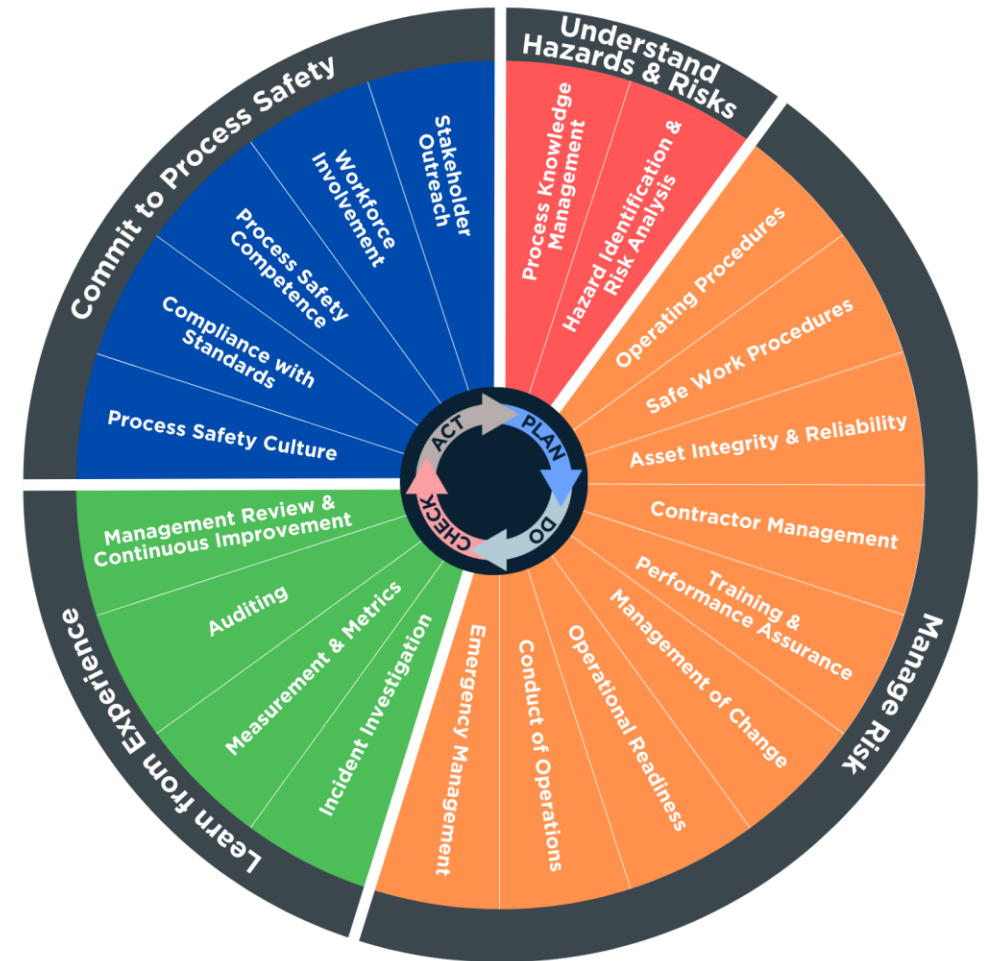 Commit to Process Safety
Stakeholder
Outreach
Workforce
Involvement
Process Safety
Competence
Compliance with
Standards
Process Safety Culture
Understand
Hazards & Risks
Process Knowledge
Management
Hazard Identification &
Risk Analysis
Manage Risk
Operating Procedures
Safe Work Procedures
Asset Integrity & Reliability
Contractor Management
Training &
Performance Assurance
Management of Change
Operational Readiness
Conduct of Operations
Emergency Management
Learn from Experience
Incident Investigation
Measurement & Metrics
Auditing
Management Review &
Continuous Improvement
PLAN
DO
CHECK
ACT